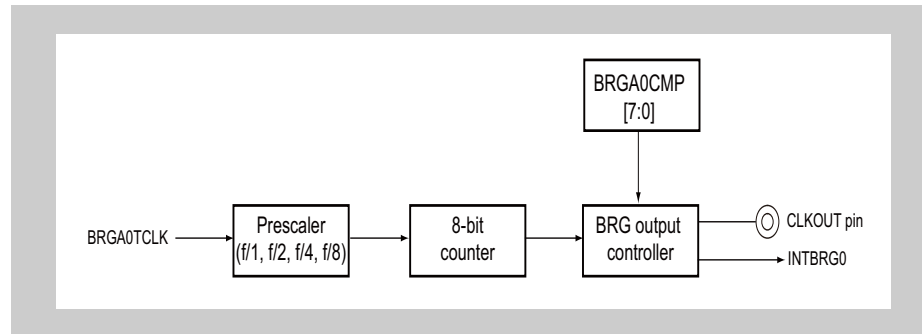 BRGA0CMP
[7:0]
BRGA0TCLK
Prescaler
(f/1, f/2, f/4, f/8)
8-bit
counter
BRG output
controller
CLKOUT pin
INTBRG0